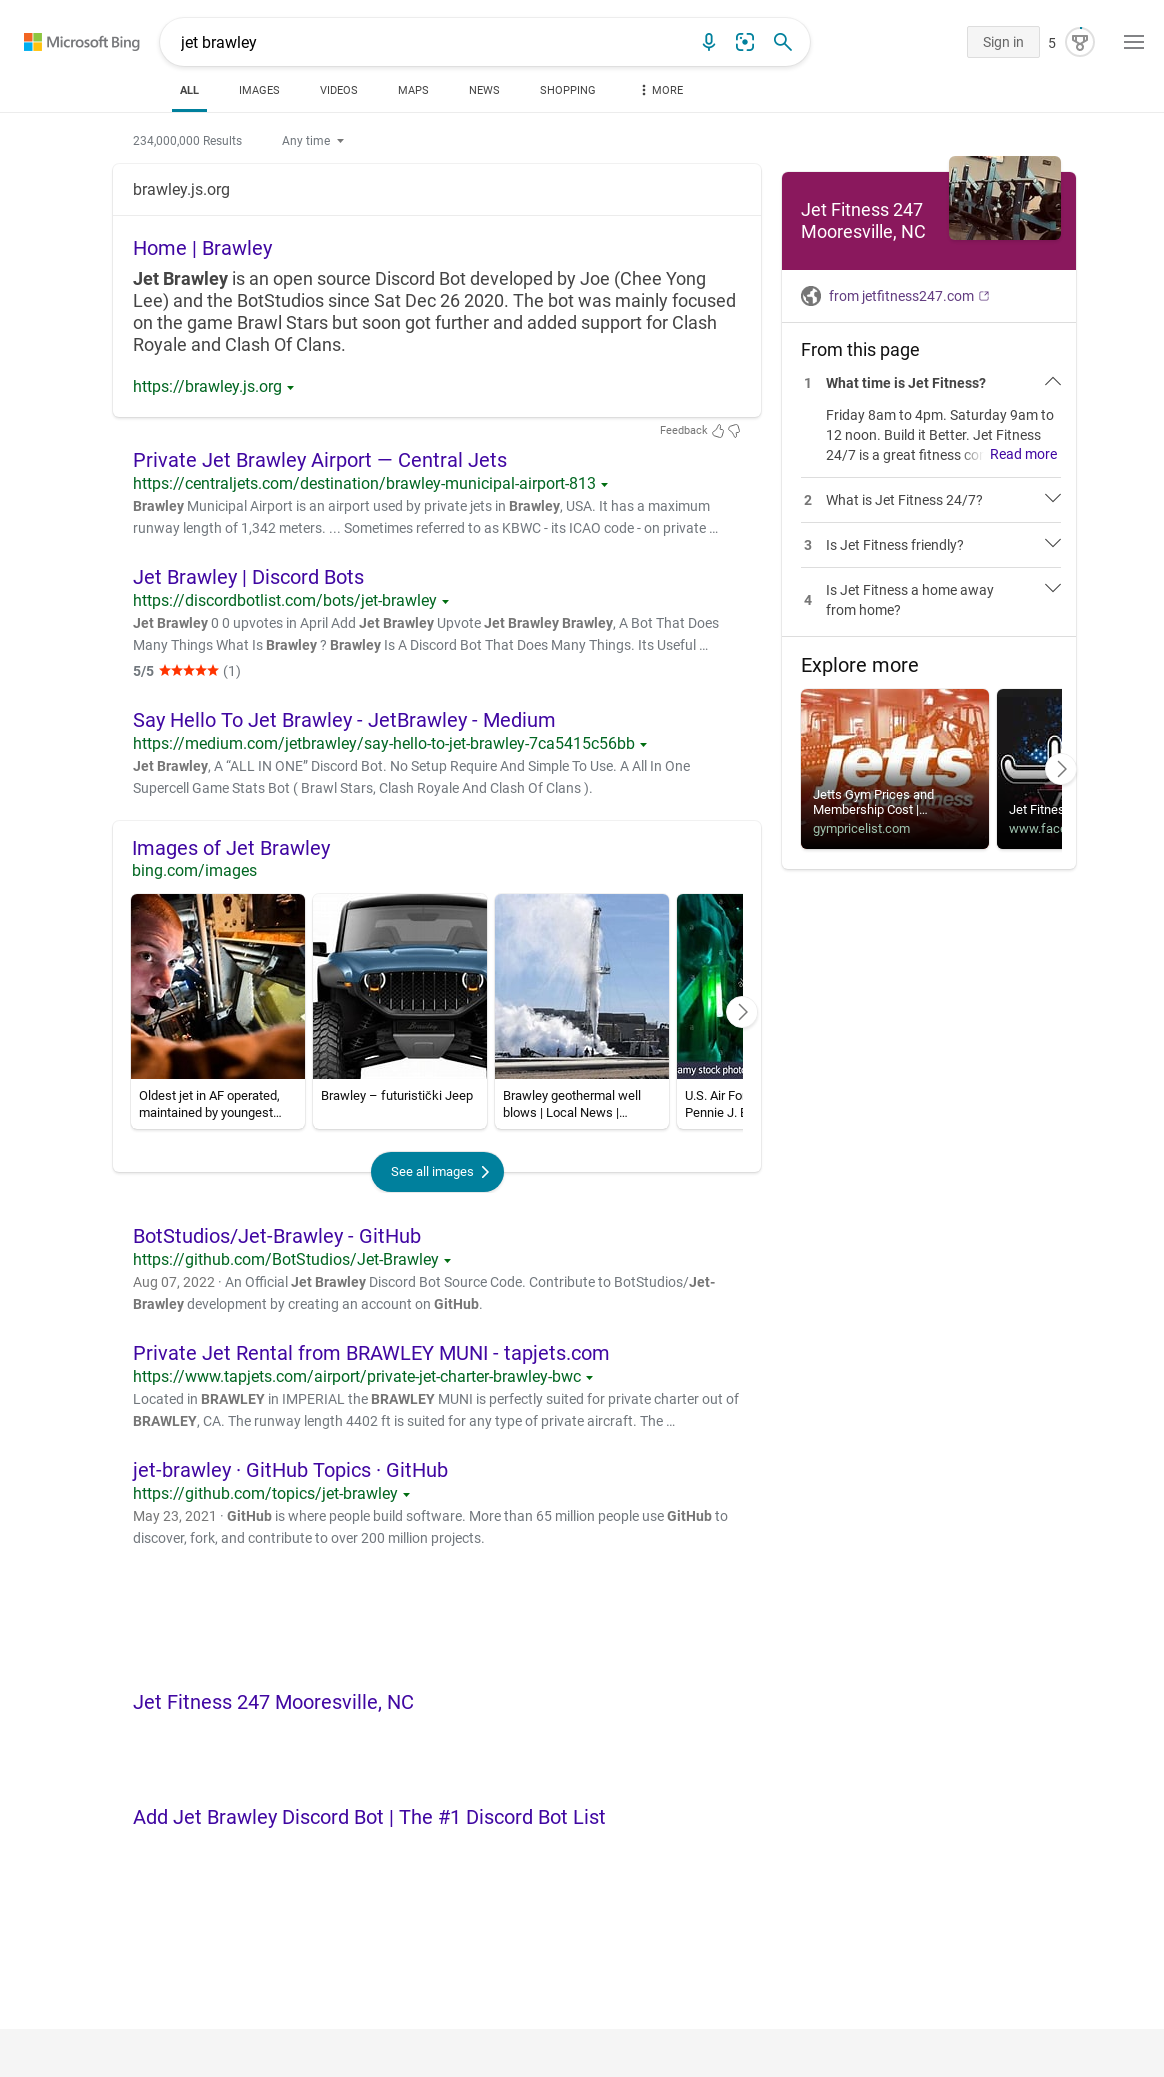 Microsoft Bing
jet brawley
Sign in
5
ALL
IMAGES
VIDEOS
MAPS
NEWS
SHOPPING
MORE
234,000,000 Results
Any time
brawley.js.org
Home | Brawley
Jet Brawley is an open source Discord Bot developed by Joe (Chee Yong
Lee) and the BotStudios since Sat Dec 26 2020. The bot was mainly focused
on the game Brawl Stars but soon got further and added support for Clash
Royale and Clash Of Clans.
https://brawley.js.org
Feedback
Private Jet Brawley Airport — Central Jets
https://centraljets.com/destination/brawley-municipal-airport-813
Brawley Municipal Airport is an airport used by private jets in Brawley, USA. It has a maximum
runway length of 1,342 meters. ... Sometimes referred to as KBWC - its ICAO code - on private …
Jet Brawley | Discord Bots
https://discordbotlist.com/bots/jet-brawley
Jet Brawley 0 0 upvotes in April Add Jet Brawley Upvote Jet Brawley Brawley, A Bot That Does
Many Things What Is Brawley ? Brawley Is A Discord Bot That Does Many Things. Its Useful …
5/5 ★★★★★ (1)
Say Hello To Jet Brawley - JetBrawley - Medium
https://medium.com/jetbrawley/say-hello-to-jet-brawley-7ca5415c56bb
Jet Brawley, A “ALL IN ONE” Discord Bot. No Setup Require And Simple To Use. A All In One
Supercell Game Stats Bot ( Brawl Stars, Clash Royale And Clash Of Clans ).
Images of Jet Brawley
bing.com/images
amy stock photo
Oldest jet in AF operated,
maintained by youngest…
Brawley – futuristički Jeep
Brawley geothermal well
blows | Local News |…
U.S. Air For
Pennie J. B
See all images
BotStudios/Jet-Brawley - GitHub
https://github.com/BotStudios/Jet-Brawley
Aug 07, 2022 · An Official Jet Brawley Discord Bot Source Code. Contribute to BotStudios/Jet-
Brawley development by creating an account on GitHub.
Private Jet Rental from BRAWLEY MUNI - tapjets.com
https://www.tapjets.com/airport/private-jet-charter-brawley-bwc
Located in BRAWLEY in IMPERIAL the BRAWLEY MUNI is perfectly suited for private charter out of
BRAWLEY, CA. The runway length 4402 ft is suited for any type of private aircraft. The …
jet-brawley · GitHub Topics · GitHub
https://github.com/topics/jet-brawley
May 23, 2021 · GitHub is where people build software. More than 65 million people use GitHub to
discover, fork, and contribute to over 200 million projects.
Jet Fitness 247 Mooresville, NC
Add Jet Brawley Discord Bot | The #1 Discord Bot List
Jet Fitness 247
Mooresville, NC
from jetfitness247.com
From this page
1 What time is Jet Fitness?
Friday 8am to 4pm. Saturday 9am to
12 noon. Build it Better. Jet Fitness
24/7 is a great fitness co Read more
2 What is Jet Fitness 24/7?
3 Is Jet Fitness friendly?
4 Is Jet Fitness a home away
from home?
Explore more
jetts
24 hour fitness
Jetts Gym Prices and
Membership Cost |…
gympricelist.com
Jet Fitnes
www.face